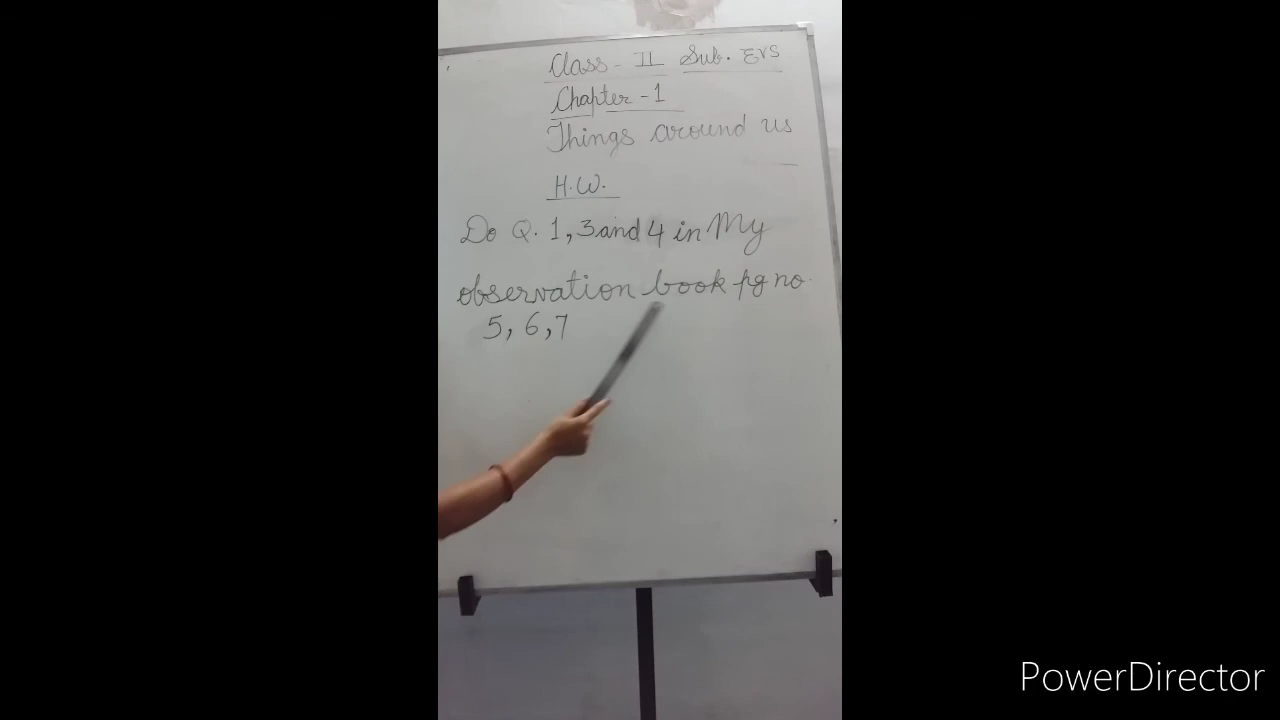 Class - II Sub. EVS
Chapter - 1
Things around us
H.W.
Do Q. 1, 3 and 4 in My
observation book pg no.
5, 6, 7
PowerDirector